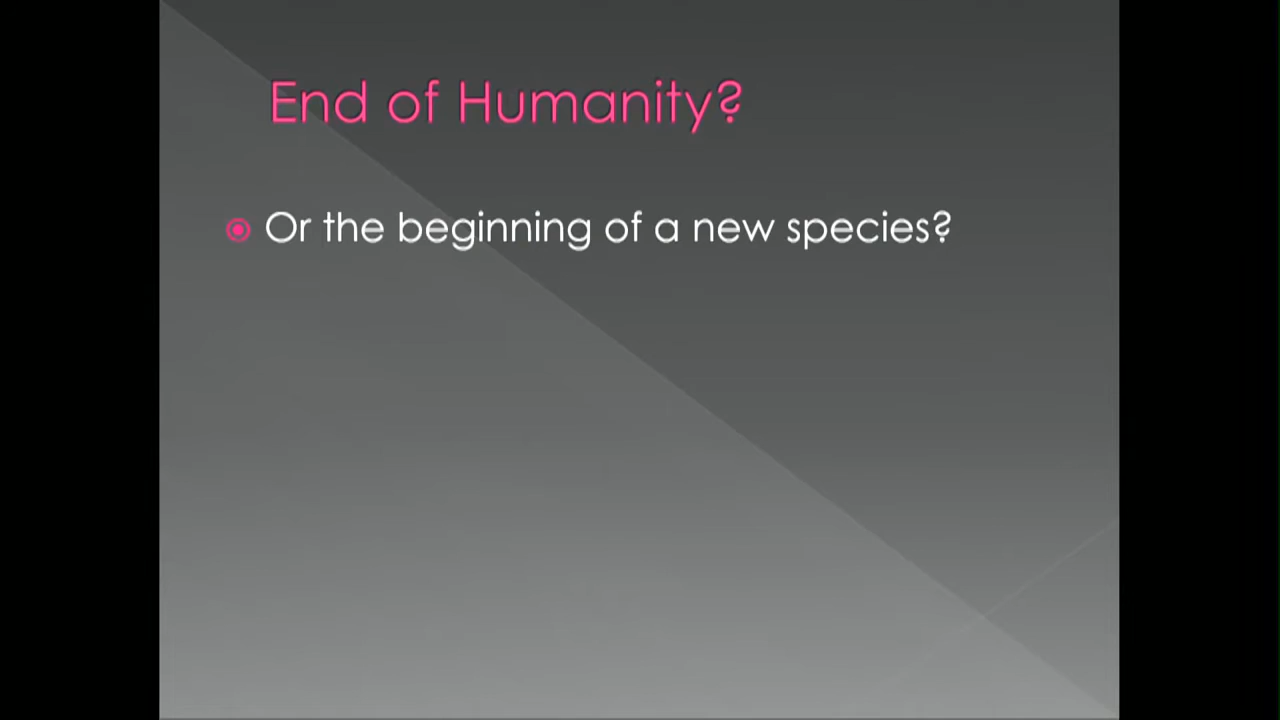 End of Humanity?
Or the beginning of a new species?